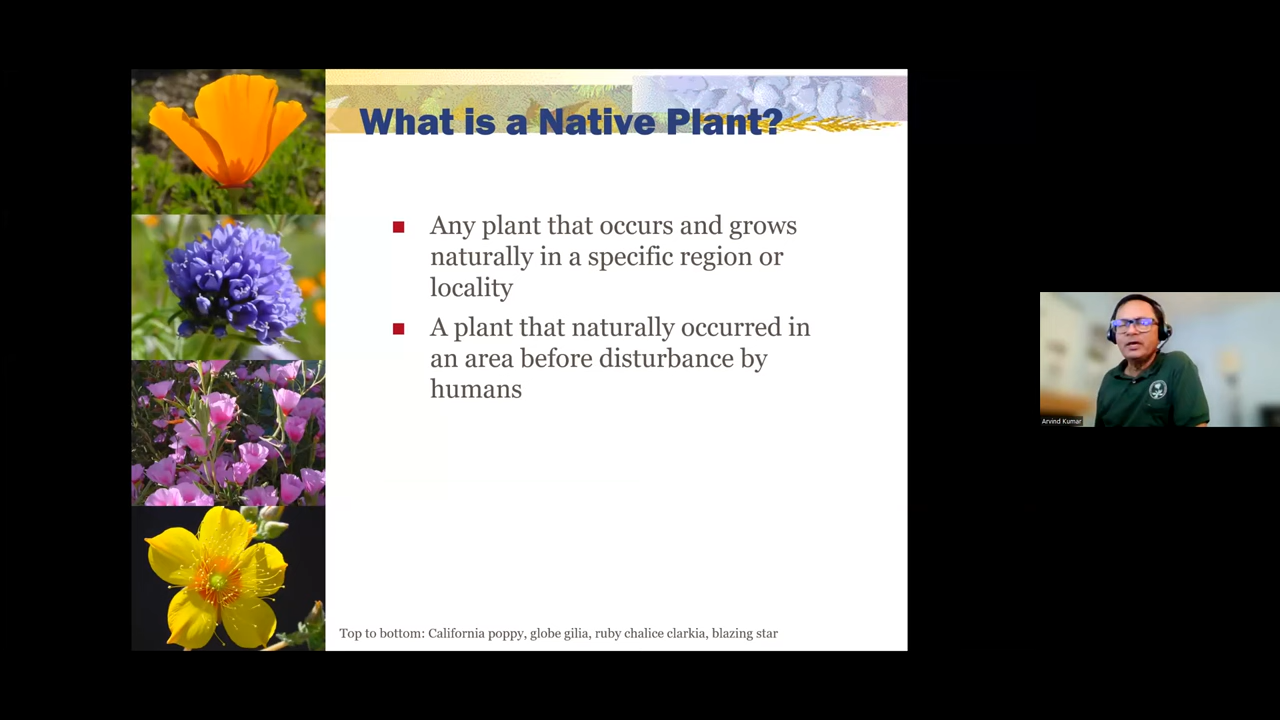 What is a Native Plant?
Any plant that occurs and grows
naturally in a specific region or
locality
A plant that naturally occurred in
an area before disturbance by
humans
Top to bottom: California poppy, globe gilia, ruby chalice clarkia, blazing star
Arvind Kumar